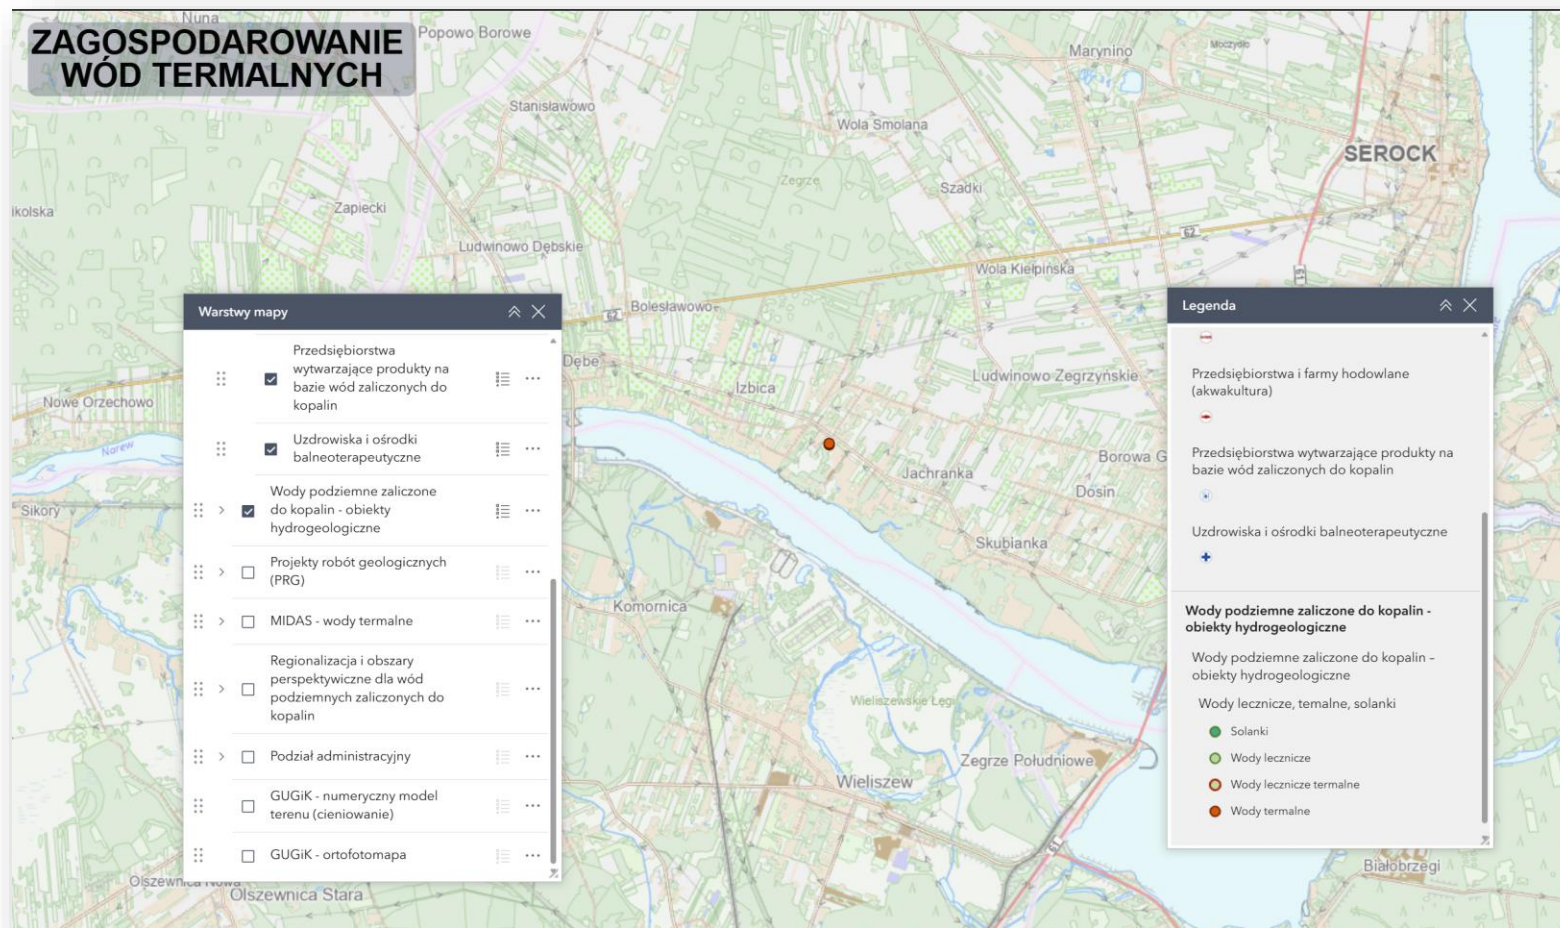 ZAGOSPODAROWANIE
WÓD TERMALNYCH
Nuna
Popowo Borowe
Marynino
Moczydło
Stanisławowo
Wola Smolana
SEROCK
Zegrze
Szadki
ikolska
Zapiecki
Ludwinowo Dębskie
62
Wola Kiełpińska
61
Bolesławowo
62
Dębe
Izbica
Ludwinowo Zegrzyńskie
Nowe Orzechowo
Narew
Jachranka
Borowa G
Dosin
Sikory
Skubianka
Komornica
Wieliszewskie Łęgi
Zegrze Południowe
Wieliszew
61
Białobrzegi
Olszewnica Nowa
Olszewnica Stara
Warstwy mapy
Przedsiębiorstwa
wytwarzające produkty na
bazie wód zaliczonych do
kopalin
Uzdrowiska i ośrodki
balneoterapeutyczne
Wody podziemne zaliczone
do kopalin - obiekty
hydrogeologiczne
Projekty robót geologicznych
(PRG)
MIDAS - wody termalne
Regionalizacja i obszary
perspektywiczne dla wód
podziemnych zaliczonych do
kopalin
Podział administracyjny
GUGiK - numeryczny model
terenu (cieniowanie)
GUGiK - ortofotomapa
Legenda
Przedsiębiorstwa i farmy hodowlane
(akwakultura)
Przedsiębiorstwa wytwarzające produkty na
bazie wód zaliczonych do kopalin
Uzdrowiska i ośrodki balneoterapeutyczne
Wody podziemne zaliczone do kopalin -
obiekty hydrogeologiczne
Wody podziemne zaliczone do kopalin –
obiekty hydrogeologiczne
Wody lecznicze, temalne, solanki
Solanki
Wody lecznicze
Wody lecznicze termalne
Wody termalne